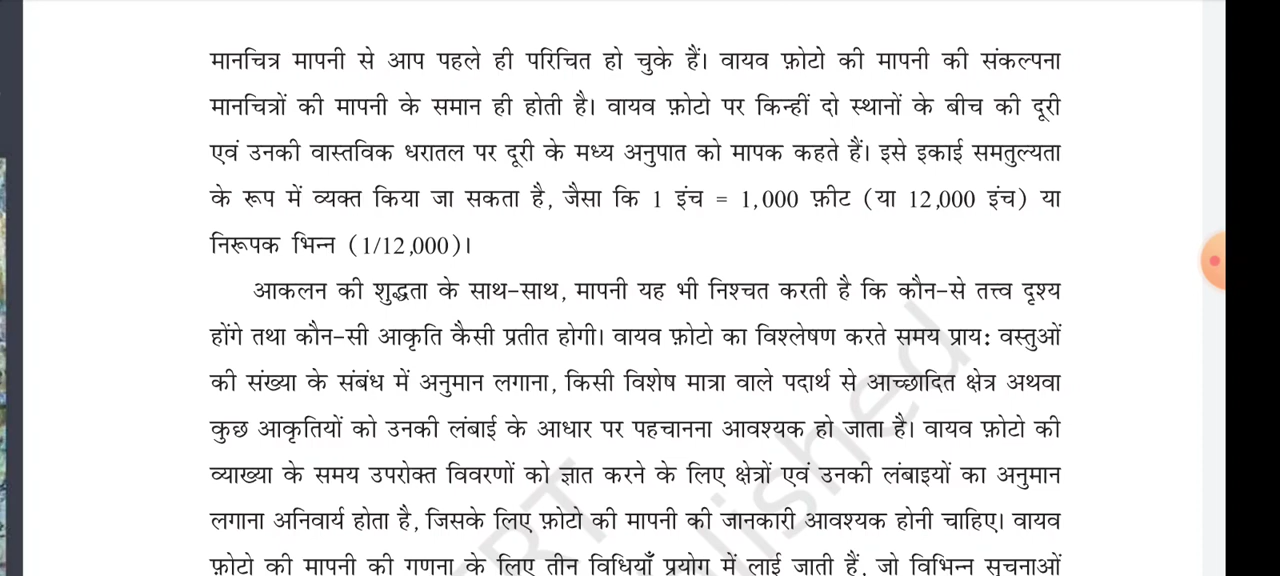 मानचित्र मापनी से आप पहले ही परिचित हो चुके हैं। वायव फ़ोटो की मापनी की संकल्पना
मानचित्रों की मापनी के समान ही होती है। वायव फ़ोटो पर किन्हीं दो स्थानों के बीच की दूरी
एवं उनकी वास्तविक धरातल पर दूरी के मध्य अनुपात को मापक कहते हैं। इसे इकाई समतुल्यता
के रूप में व्यक्त किया जा सकता है, जैसा कि 1 इंच = 1,000 फ़ीट (या 12,000 इंच) या
निरूपक भिन्न (1/12,000)।
आकलन की शुद्धता के साथ-साथ, मापनी यह भी निश्चत करती है कि कौन-से तत्त्व दृश्य
होंगे तथा कौन-सी आकृति कैसी प्रतीत होगी। वायव फ़ोटो का विश्लेषण करते समय प्राय: वस्तुओं
की संख्या के संबंध में अनुमान लगाना, किसी विशेष मात्रा वाले पदार्थ से आच्छादित क्षेत्र अथवा
कुछ आकृतियों को उनकी लंबाई के आधार पर पहचानना आवश्यक हो जाता है। वायव फ़ोटो की
व्याख्या के समय उपरोक्त विवरणों को ज्ञात करने के लिए क्षेत्रों एवं उनकी लंबाइयों का अनुमान
लगाना अनिवार्य होता है, जिसके लिए फ़ोटो की मापनी की जानकारी आवश्यक होनी चाहिए। वायव
फ़ोटो की मापनी की गणना के लिए तीन विधियाँ प्रयोग में लाई जाती हैं, जो विभिन्न सूचनाओं